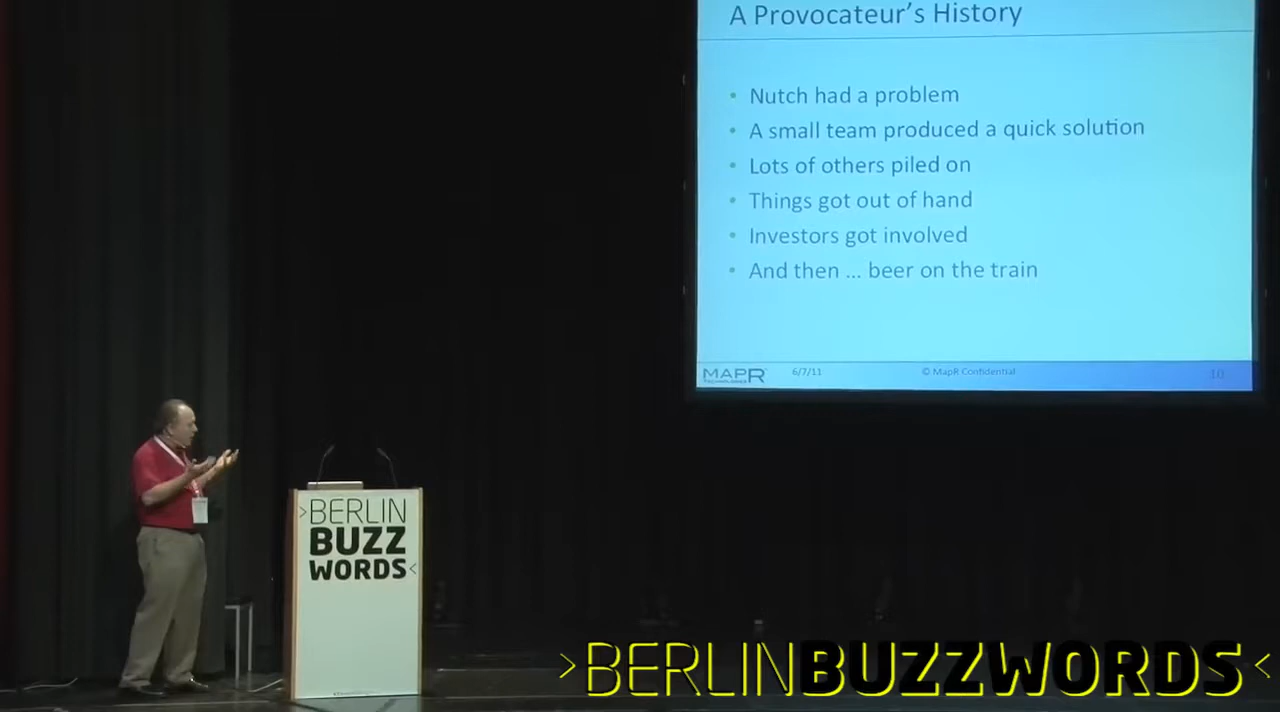 A Provocateur's History
• Nutch had a problem
• A small team produced a quick solution
• Lots of others piled on
• Things got out of hand
• Investors got involved
• And then ... beer on the train
MAPR
TECHNOLOGIES
6/7/11
© MapR Confidential
10
>BERLIN
BUZZ
WORDS<
>BERLINBUZZWORDS<